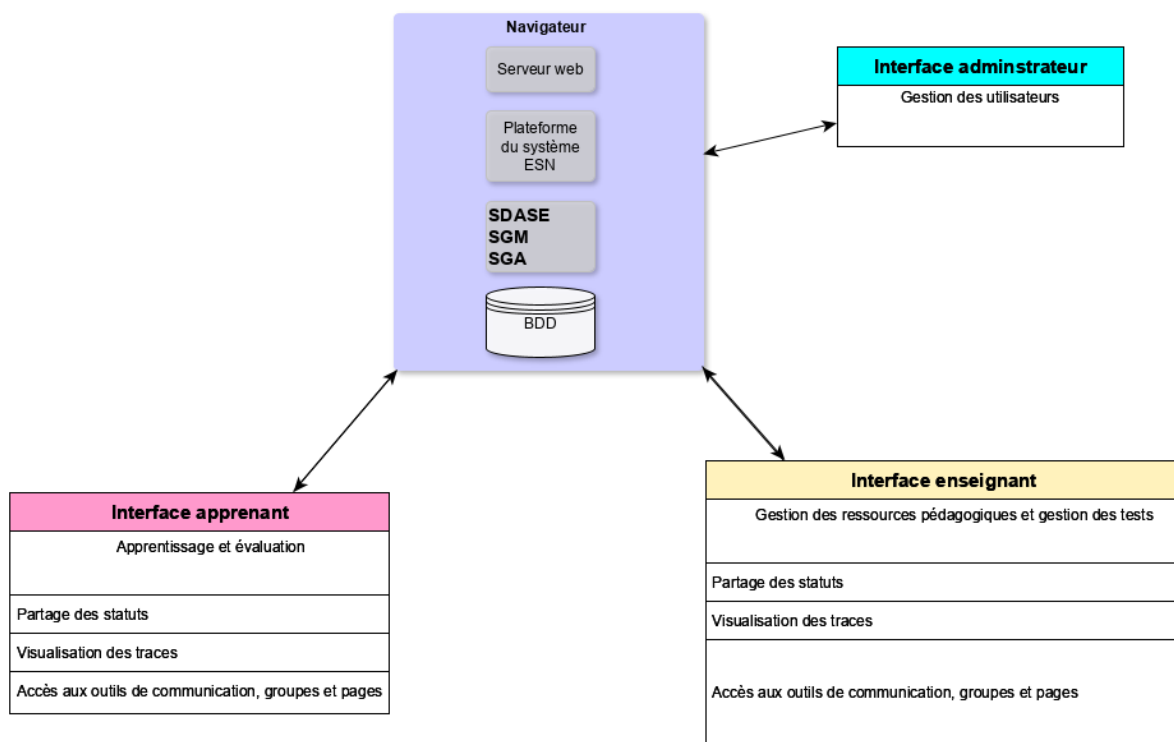 Navigateur
Serveur web
Plateforme
du système
ESN
SDASE
SGM
SGA
BDD
Interface adminstrateur
Gestion des utilisateurs
Interface apprenant
Apprentissage et évaluation
Partage des statuts
Visualisation des traces
Accès aux outils de communication, groupes et pages
Interface enseignant
Gestion des ressources pédagogiques et gestion des tests
Partage des statuts
Visualisation des traces
Accès aux outils de communication, groupes et pages